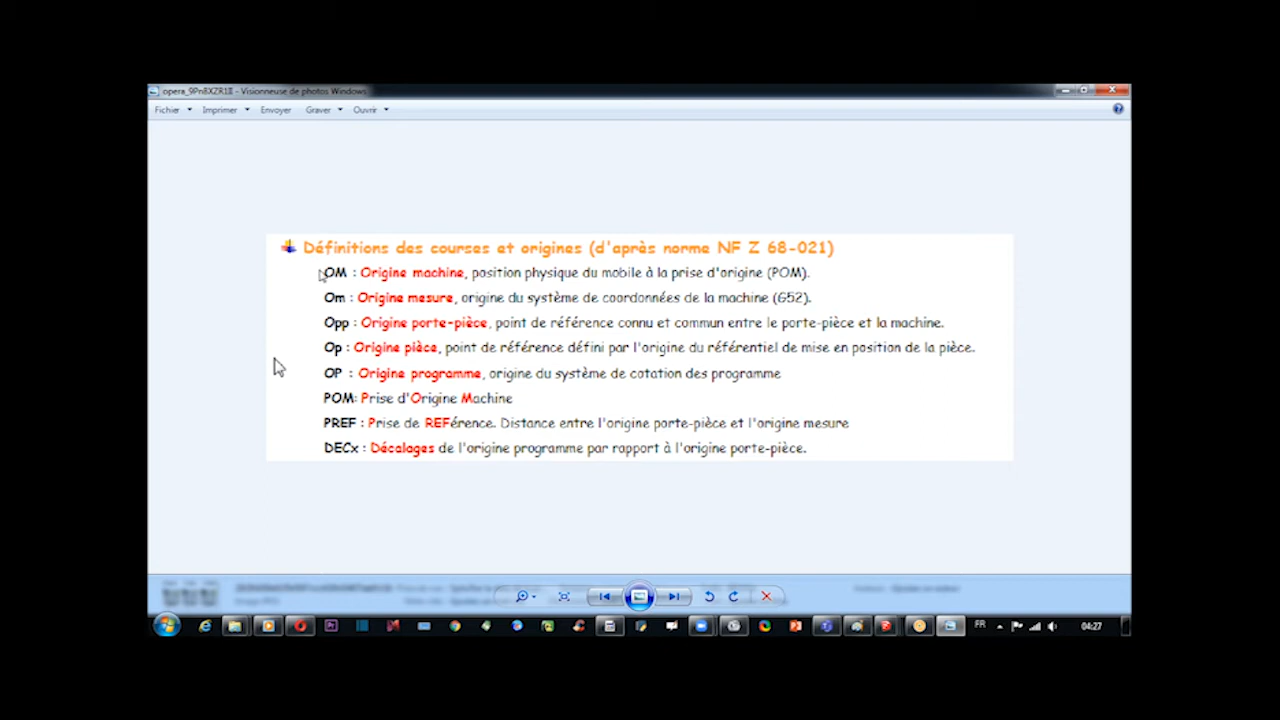 opera_9Pn8XZR1lI - Visionneuse de photos Windows
Fichier Imprimer Envoyer Graver Ouvrir
Définitions des courses et origines (d'après norme NF Z 68-021)
OM : Origine machine, position physique du mobile à la prise d'origine (POM).
Om : Origine mesure, origine du système de coordonnées de la machine (G52).
Opp : Origine porte-pièce, point de référence connu et commun entre le porte-pièce et la machine.
Op : Origine pièce, point de référence défini par l'origine du référentiel de mise en position de la pièce.
OP : Origine programme, origine du système de cotation des programme
POM: Prise d'Origine Machine
PREF : Prise de REFérence. Distance entre l'origine porte-pièce et l'origine mesure
DECx : Décalages de l'origine programme par rapport à l'origine porte-pièce.
FR 04:27